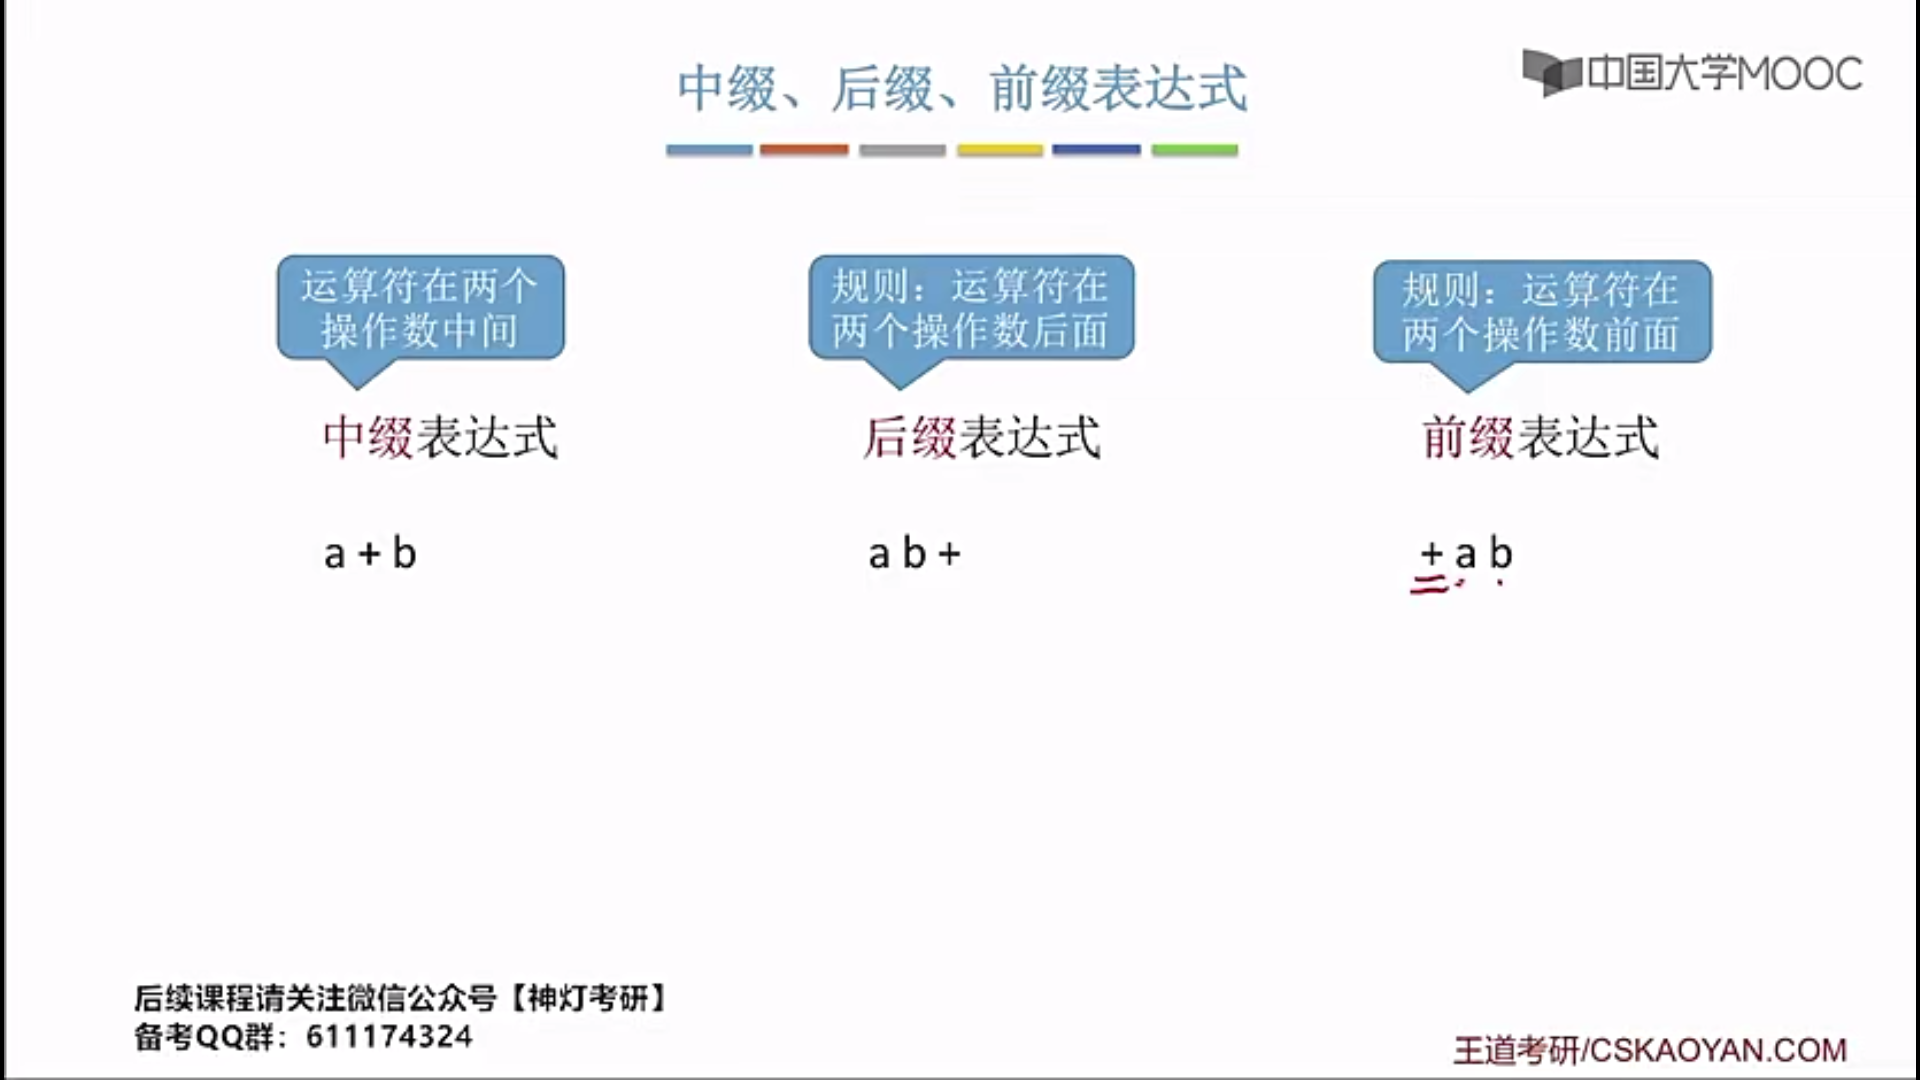 中缀、后缀、前缀表达式
中国大学MOOC
运算符在两个
操作数中间
规则：运算符在
两个操作数后面
规则：运算符在
两个操作数前面
中缀表达式
后缀表达式
前缀表达式
a + b
a b +
+ a b
后续课程请关注微信公众号【神灯考研】
备考QQ群：611174324
王道考研/CSKAOYAN.COM